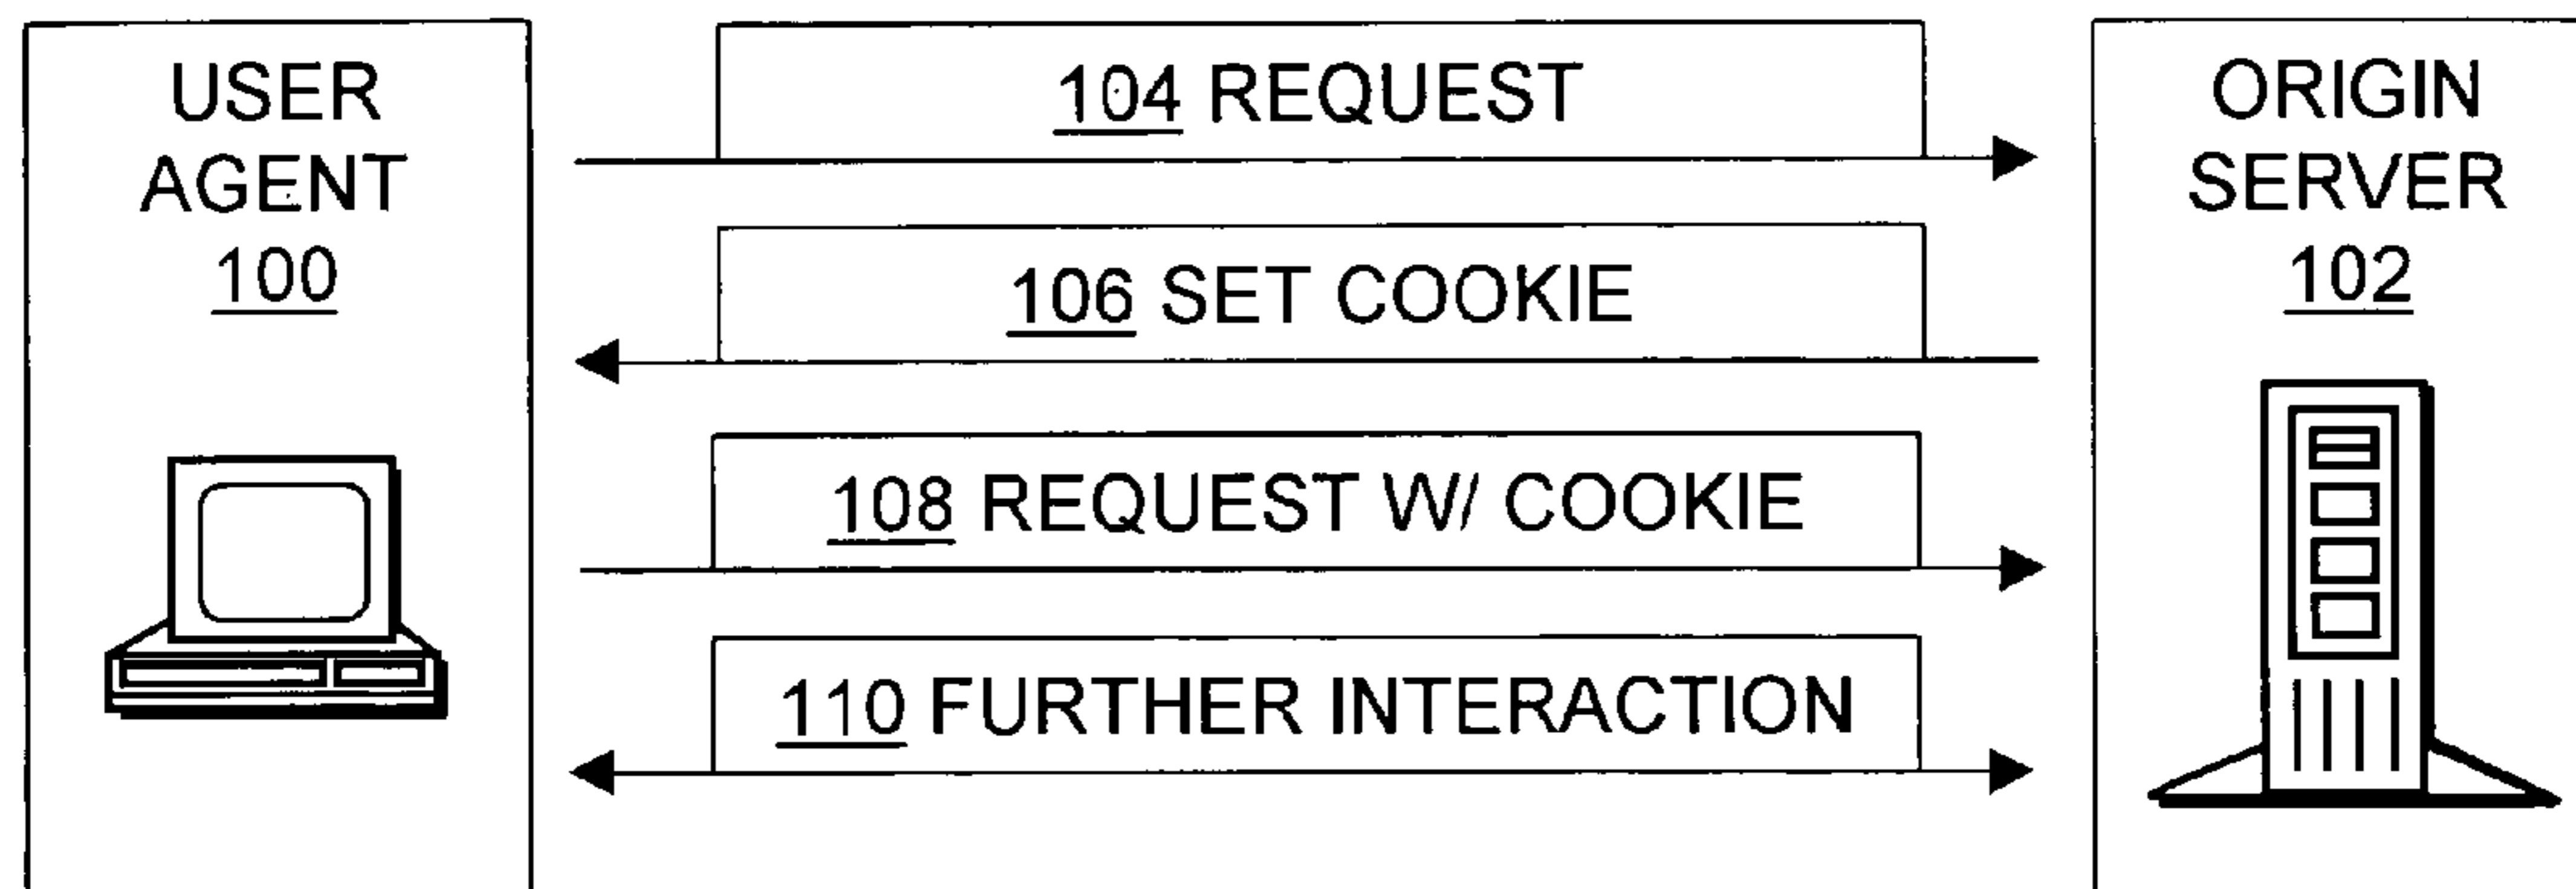 USER
AGENT
100
104 REQUEST
106 SET COOKIE
108 REQUEST W/ COOKIE
110 FURTHER INTERACTION
ORIGIN
SERVER
102